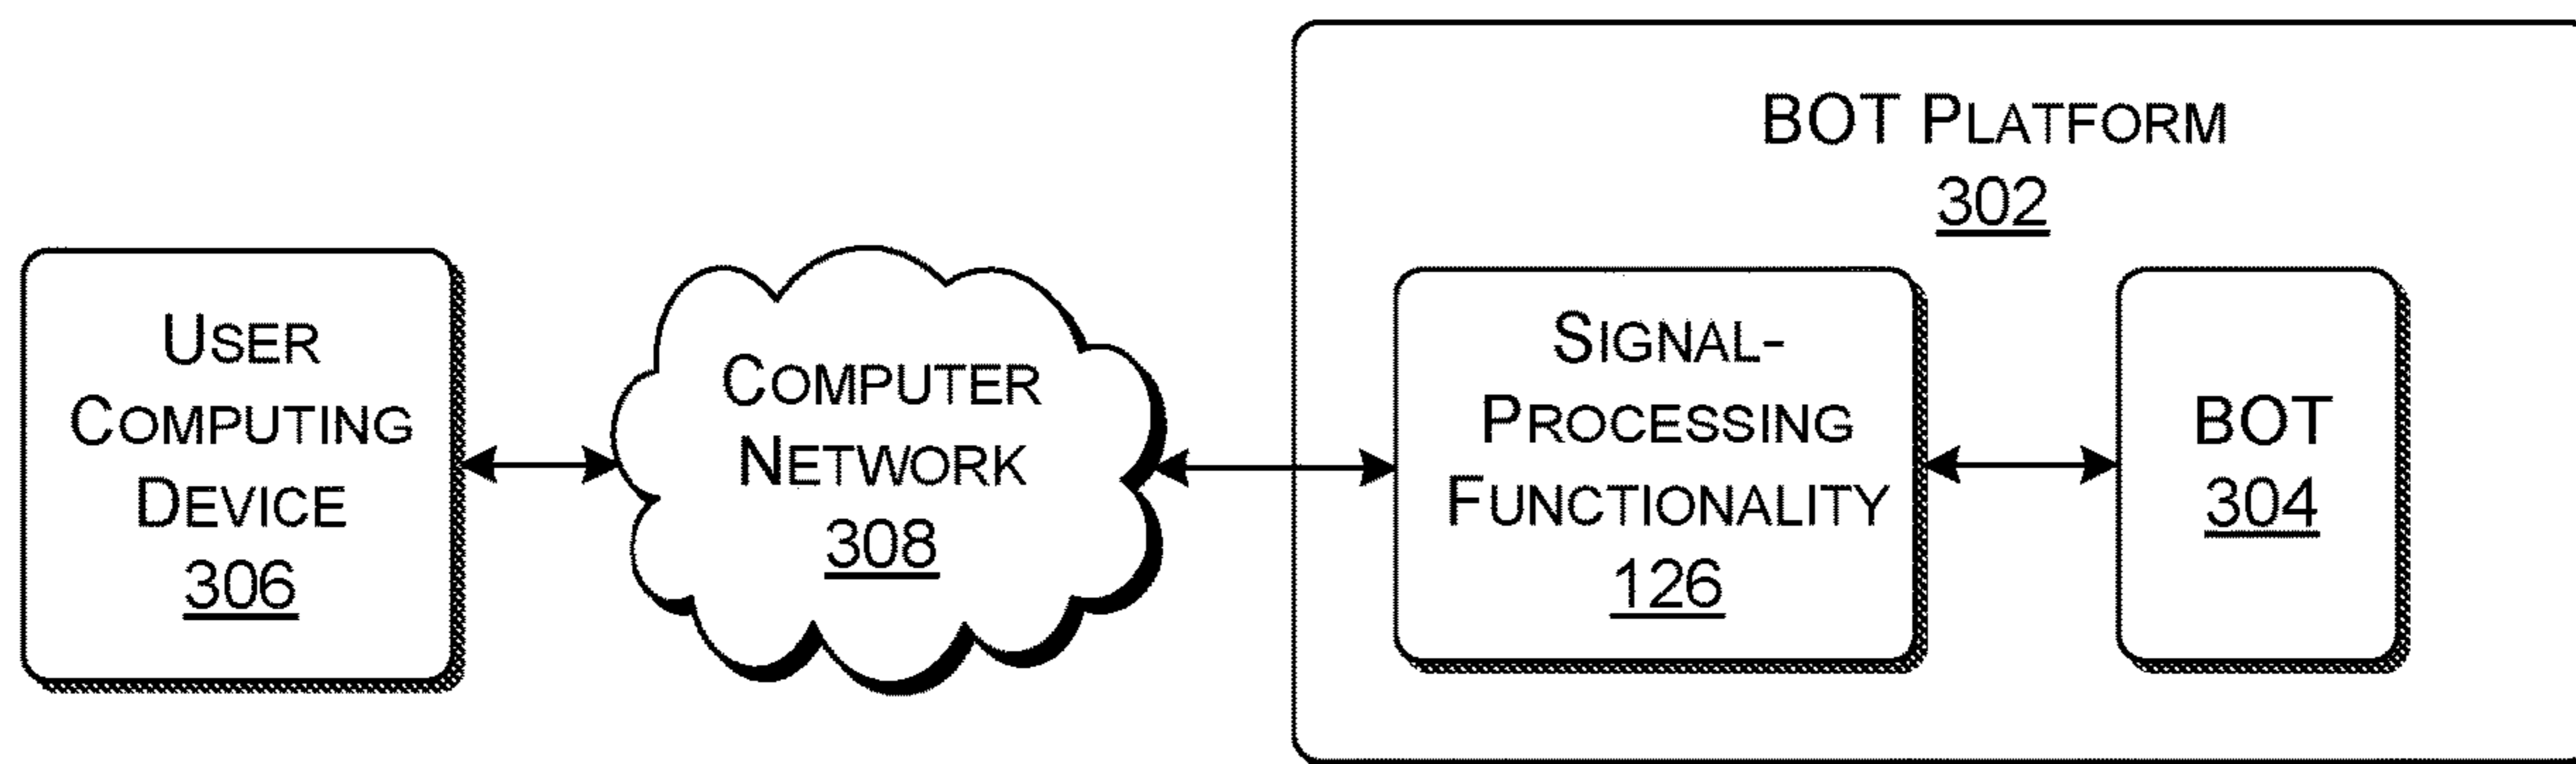 BOT PLATFORM
302
USER
COMPUTING
DEVICE
306
COMPUTER
NETWORK
308
SIGNAL-
PROCESSING
FUNCTIONALITY
126
BOT
304